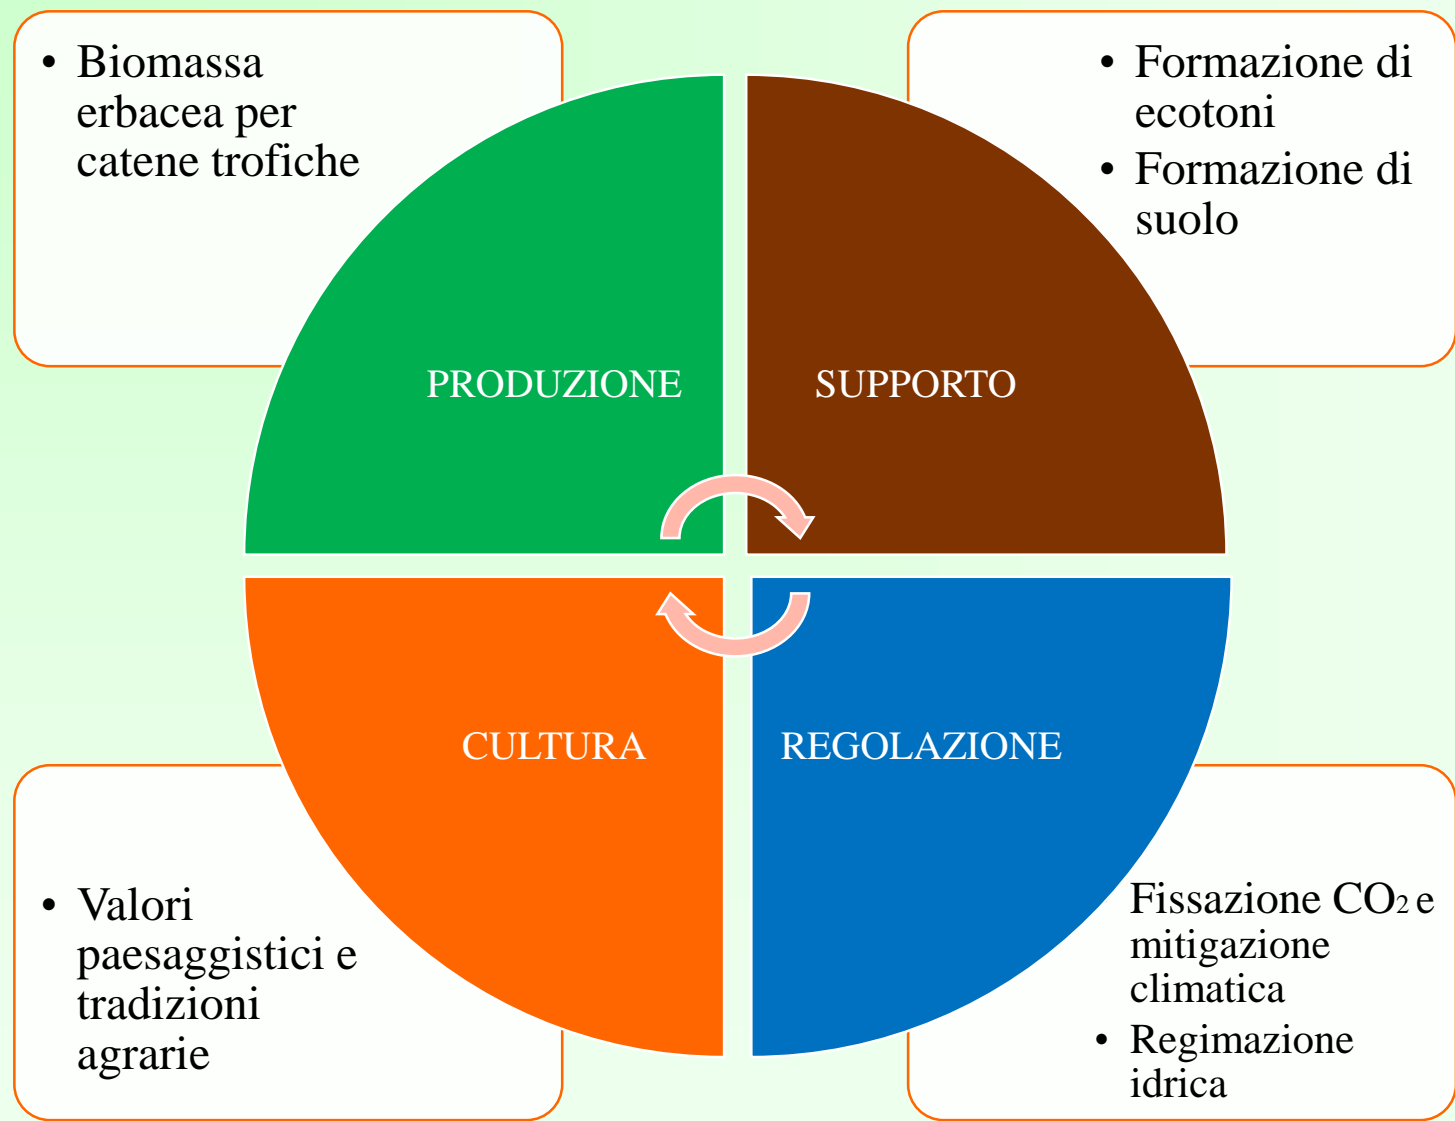 • Biomassa
erbacea per
catene trofiche
• Formazione di
ecotoni
• Formazione di
suolo
PRODUZIONE
SUPPORTO
CULTURA
REGOLAZIONE
• Valori
paesaggistici e
tradizioni
agrarie
Fissazione CO₂ e
mitigazione
climatica
• Regimazione
idrica